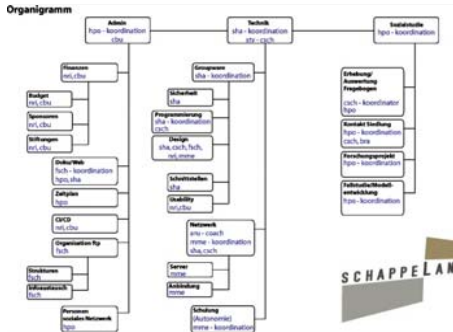 Organigramm
Admin
hpo - koordination
cbu
Finanzen
nri, cbu
Budget
nri, cbu
Sponsoren
nri, cbu
Stiftungen
nri, cbu
Doku/Web
fsch - koordination
hpo, sha
Zeitplan
hpo
CI/CD
nri, cbu
Organisation ftp
fsch
Strukturen
fsch
Infoaustausch
fsch
Personen
soziales Netzwerk
hpo
Technik
sha - koordination
stv - csch
Groupware
sha - koordination
Sicherheit
sha
Programmierung
sha - koordination
csch
Design
sha, csch, fsch,
nri, mme
Schnittstellen
sha
Usability
nri, cbu
Netzwerk
- coach
mme - koordination
sha, csch
Server
mme
Anbindung
mme
Schulung
(Autonomie)
mme - koordination
Sozialstudie
hpo - koordination
Erhebung/
Auswertung
Fragebogen
csch - koordinator
hpo
Kontakt Siedlung
hpo - koordination
csch, bra
Forschungsprojekt
hpo - koordination
Fallstudie/Modell-
entwicklung
hpo - koordination
SCHAPPELAN